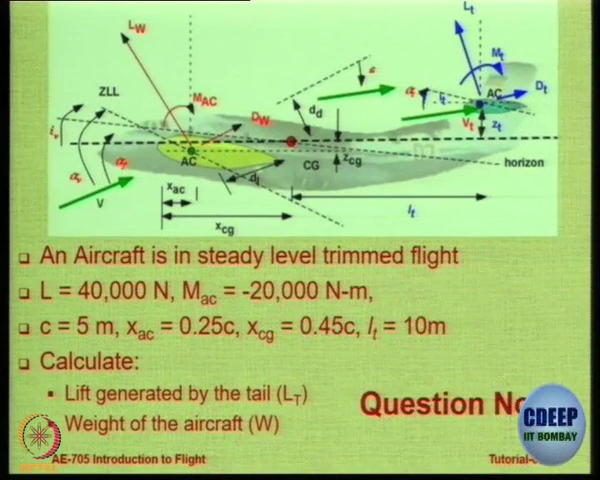 L_t
L_W
M_t
ε
ZLL
M_AC
α_t i_t AC D_t
d_d
D_W V_t z_t
i_w
AC CG z_cg horizon
α_w α_f
d_l
V x_ac l_t
x_cg
An Aircraft is in steady level trimmed flight
L = 40,000 N, M_ac = -20,000 N-m,
c = 5 m, x_ac = 0.25c, x_cg = 0.45c, l_t = 10m
Calculate:
Lift generated by the tail (L_T)
Weight of the aircraft (W)
Question
CDEEP
IIT BOMBAY
AE-705 Introduction to Flight